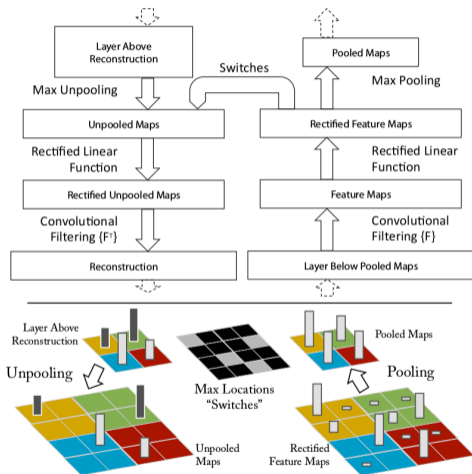 Layer Above
Reconstruction
Pooled Maps
Switches
Max Unpooling
Max Pooling
Unpooled Maps
Rectified Feature Maps
Rectified Linear
Function
Rectified Linear
Function
Rectified Unpooled Maps
Feature Maps
Convolutional
Filtering {Fᵀ}
Convolutional
Filtering {F}
Reconstruction
Layer Below Pooled Maps
Layer Above
Reconstruction
Pooled Maps
Unpooling
Max Locations
“Switches”
Pooling
Unpooled
Maps
Rectified
Feature Maps